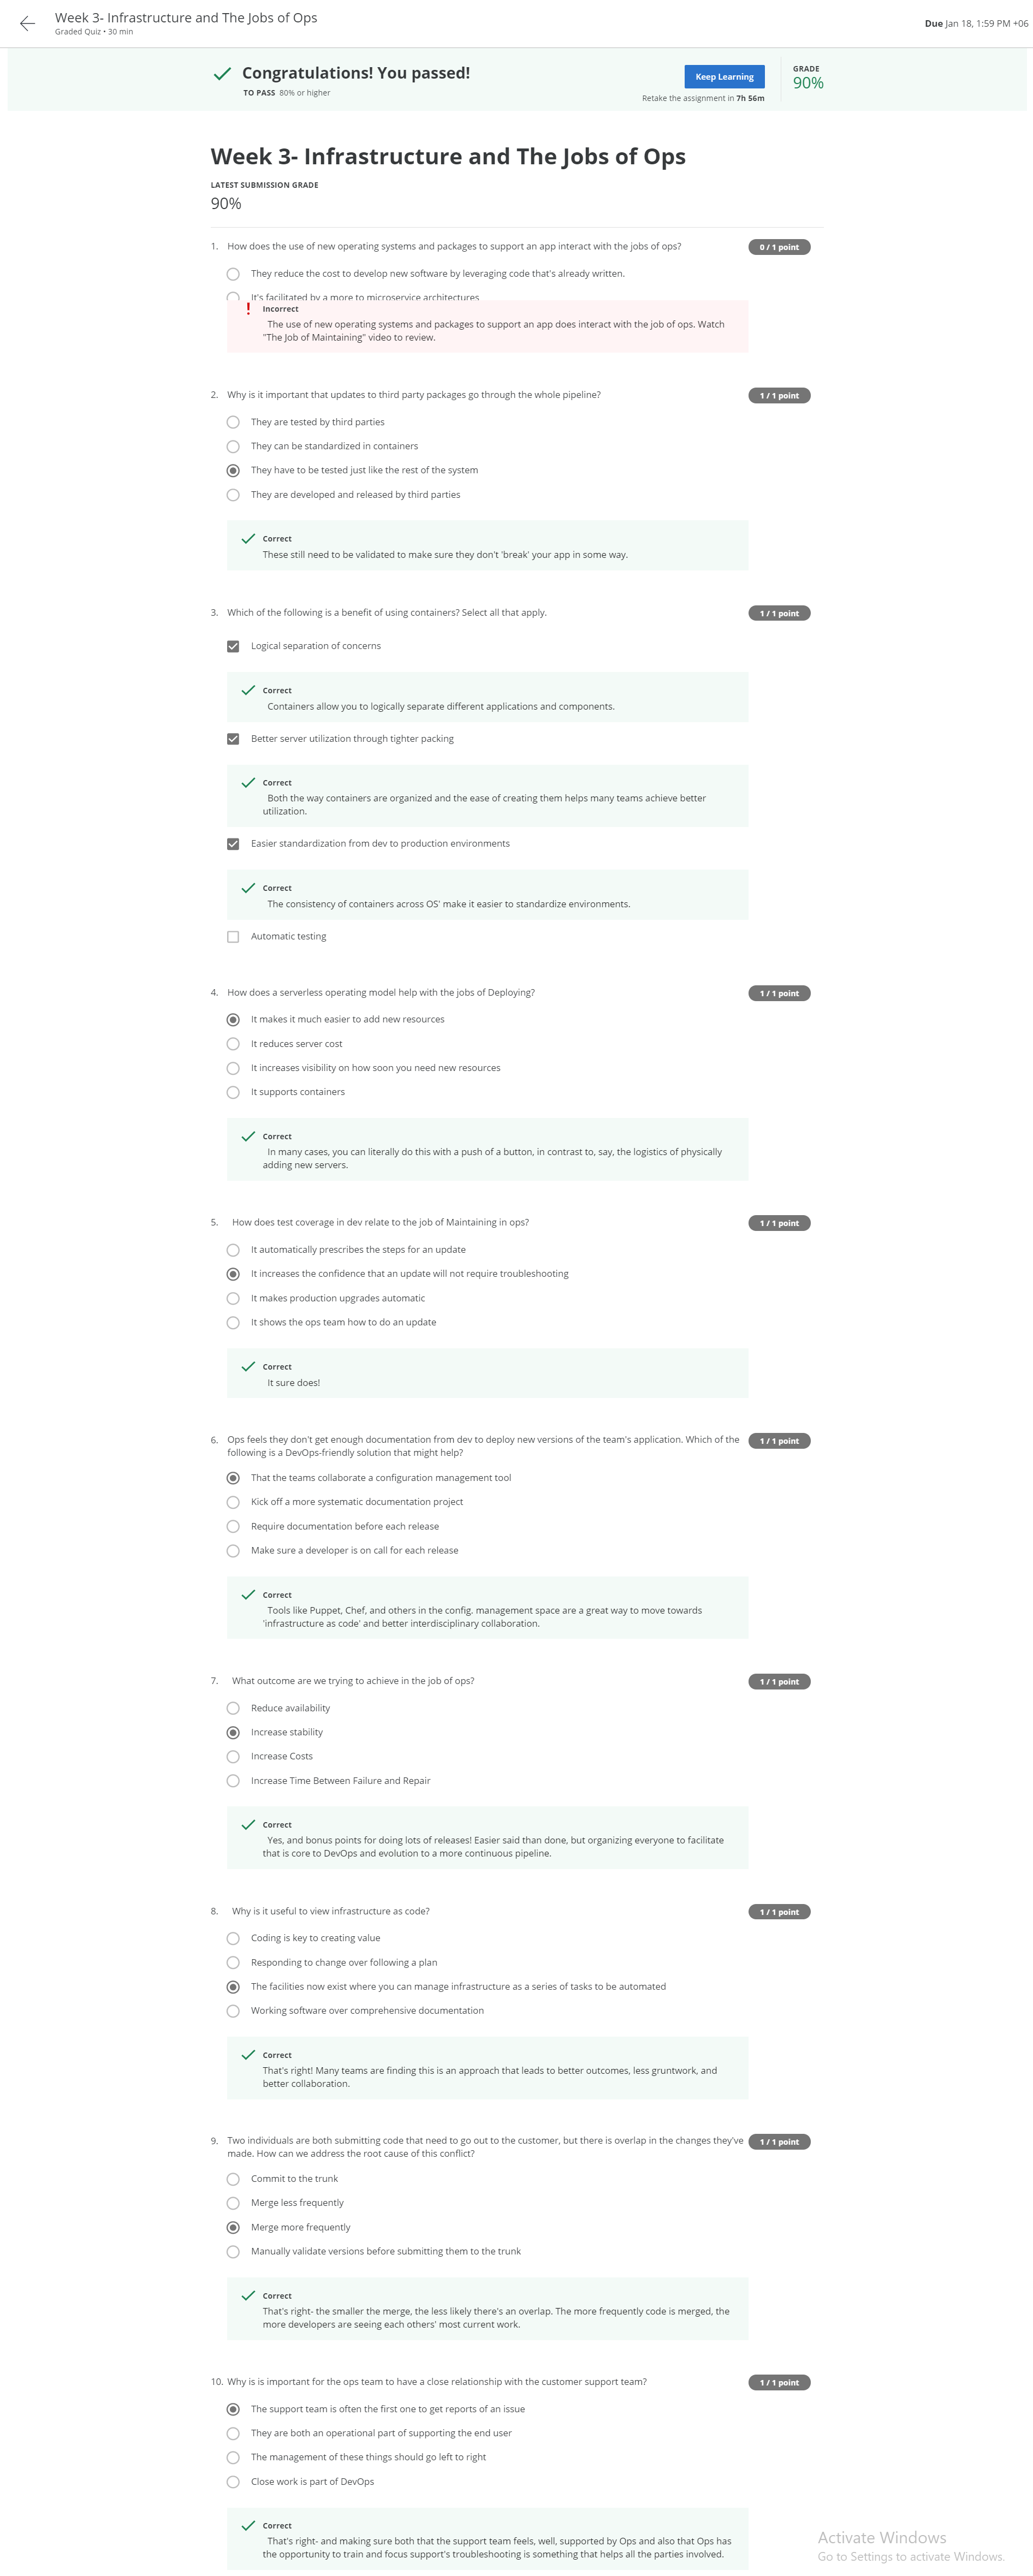 Week 3- Infrastructure and The Jobs of Ops
Graded Quiz • 30 min
Due Jan 18, 1:59 PM +06
Congratulations! You passed!
TO PASS 80% or higher
Keep Learning
Retake the assignment in 7h 56m
GRADE
90%
Week 3- Infrastructure and The Jobs of Ops
LATEST SUBMISSION GRADE
90%
1. How does the use of new operating systems and packages to support an app interact with the jobs of ops?
0 / 1 point
They reduce the cost to develop new software by leveraging code that's already written.
It's facilitated by a more to microservice architectures
Incorrect
The use of new operating systems and packages to support an app does interact with the job of ops. Watch
"The Job of Maintaining" video to review.
2. Why is it important that updates to third party packages go through the whole pipeline?
1 / 1 point
They are tested by third parties
They can be standardized in containers
They have to be tested just like the rest of the system
They are developed and released by third parties
Correct
These still need to be validated to make sure they don't 'break' your app in some way.
3. Which of the following is a benefit of using containers? Select all that apply.
1 / 1 point
Logical separation of concerns
Correct
Containers allow you to logically separate different applications and components.
Better server utilization through tighter packing
Correct
Both the way containers are organized and the ease of creating them helps many teams achieve better
utilization.
Easier standardization from dev to production environments
Correct
The consistency of containers across OS' make it easier to standardize environments.
Automatic testing
4. How does a serverless operating model help with the jobs of Deploying?
1 / 1 point
It makes it much easier to add new resources
It reduces server cost
It increases visibility on how soon you need new resources
It supports containers
Correct
In many cases, you can literally do this with a push of a button, in contrast to, say, the logistics of physically
adding new servers.
5. How does test coverage in dev relate to the job of Maintaining in ops?
1 / 1 point
It automatically prescribes the steps for an update
It increases the confidence that an update will not require troubleshooting
It makes production upgrades automatic
It shows the ops team how to do an update
Correct
It sure does!
6. Ops feels they don't get enough documentation from dev to deploy new versions of the team's application. Which of the
following is a DevOps-friendly solution that might help?
1 / 1 point
That the teams collaborate a configuration management tool
Kick off a more systematic documentation project
Require documentation before each release
Make sure a developer is on call for each release
Correct
Tools like Puppet, Chef, and others in the config. management space are a great way to move towards
'infrastructure as code' and better interdisciplinary collaboration.
7. What outcome are we trying to achieve in the job of ops?
1 / 1 point
Reduce availability
Increase stability
Increase Costs
Increase Time Between Failure and Repair
Correct
Yes, and bonus points for doing lots of releases! Easier said than done, but organizing everyone to facilitate
that is core to DevOps and evolution to a more continuous pipeline.
8. Why is it useful to view infrastructure as code?
1 / 1 point
Coding is key to creating value
Responding to change over following a plan
The facilities now exist where you can manage infrastructure as a series of tasks to be automated
Working software over comprehensive documentation
Correct
That's right! Many teams are finding this is an approach that leads to better outcomes, less gruntwork, and
better collaboration.
9. Two individuals are both submitting code that need to go out to the customer, but there is overlap in the changes they've
made. How can we address the root cause of this conflict?
1 / 1 point
Commit to the trunk
Merge less frequently
Merge more frequently
Manually validate versions before submitting them to the trunk
Correct
That's right- the smaller the merge, the less likely there's an overlap. The more frequently code is merged, the
more developers are seeing each others' most current work.
10. Why is is important for the ops team to have a close relationship with the customer support team?
1 / 1 point
The support team is often the first one to get reports of an issue
They are both an operational part of supporting the end user
The management of these things should go left to right
Close work is part of DevOps
Correct
That's right- and making sure both that the support team feels, well, supported by Ops and also that Ops has
the opportunity to train and focus support's troubleshooting is something that helps all the parties involved.
Activate Windows
Go to Settings to activate Windows.